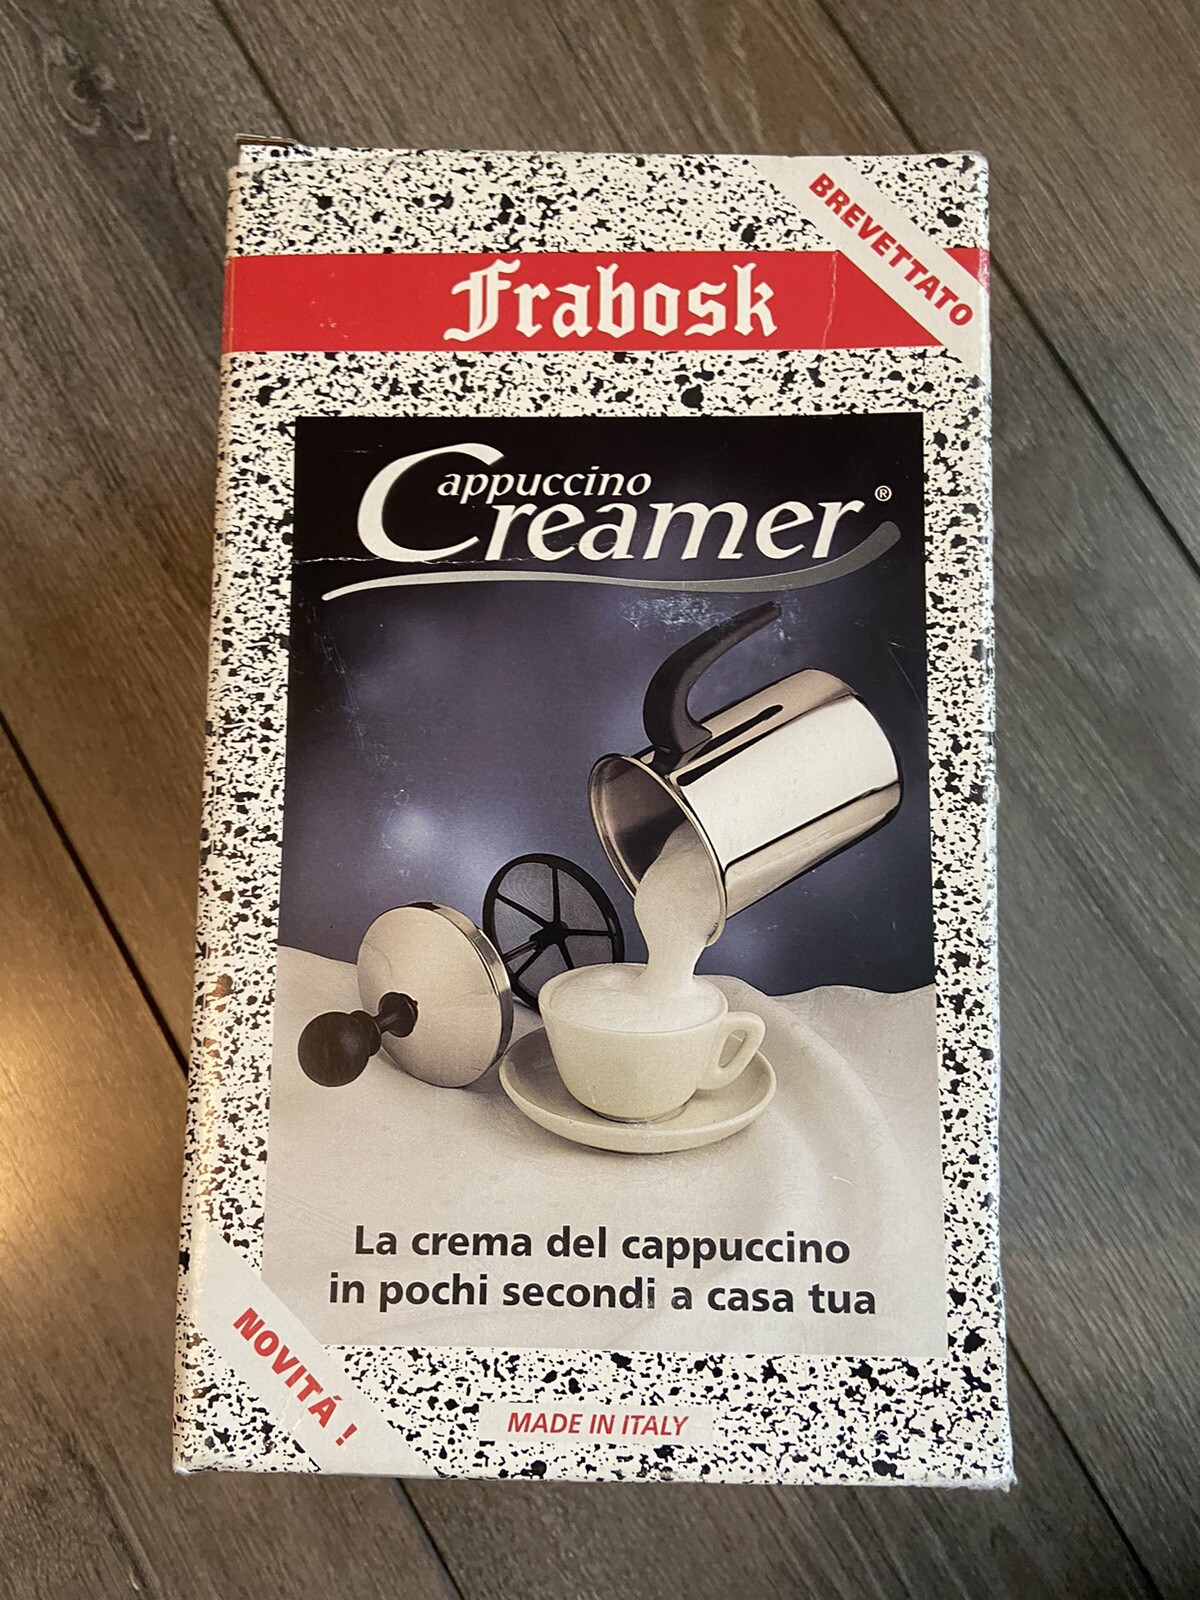 BREVETTATO
Frabosk
Cappuccino
Creamer®
La crema del cappuccino
in pochi secondi a casa tua
NOVITÁ !
MADE IN ITALY